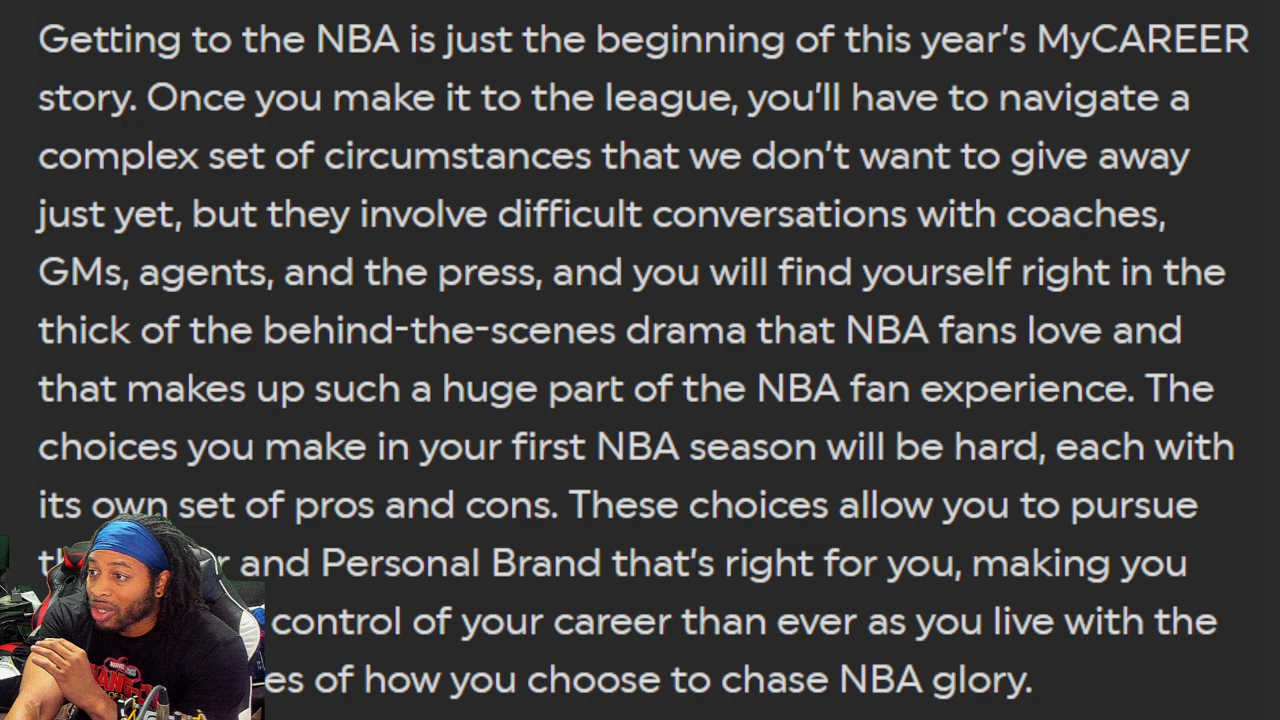 Getting to the NBA is just the beginning of this year’s MyCAREER
story. Once you make it to the league, you’ll have to navigate a
complex set of circumstances that we don’t want to give away
just yet, but they involve difficult conversations with coaches,
GMs, agents, and the press, and you will find yourself right in the
thick of the behind-the-scenes drama that NBA fans love and
that makes up such a huge part of the NBA fan experience. The
choices you make in your first NBA season will be hard, each with
its own set of pros and cons. These choices allow you to pursue
and Personal Brand that’s right for you, making you
control of your career than ever as you live with the
of how you choose to chase NBA glory.